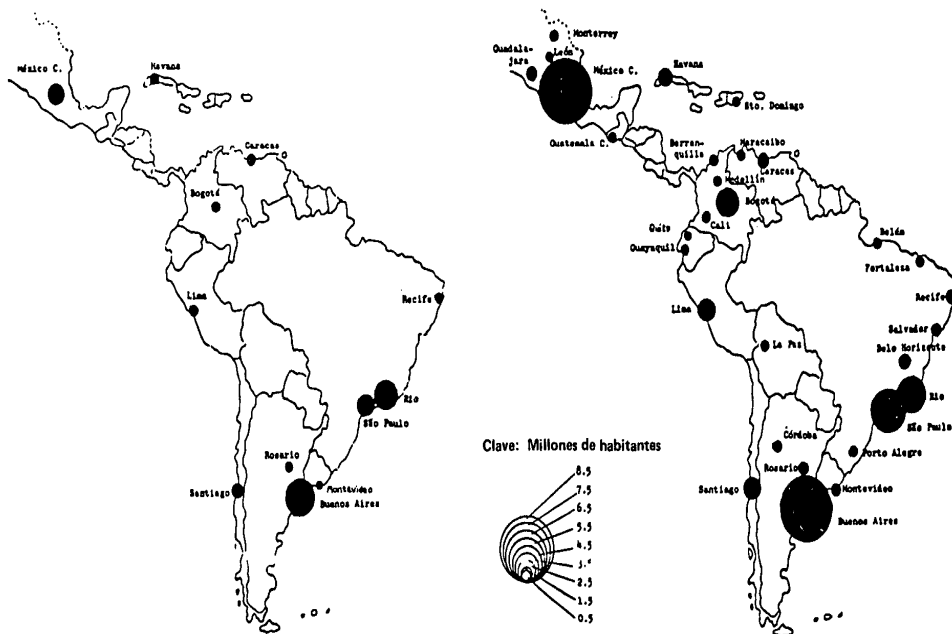 México C.
Havana
Caracas
Bogotá
Lima
Recife
Rio
São Paulo
Rosario
Santiago
Montevideo
Buenos Aires
Monterrey
Guadala-
jara
León
México C.
Havana
Sto. Domingo
Guatemala C.
Barran-
quilla
Maracaibo
Caracas
Medellín
Bogotá
Cali
Quito
Guayaquil
Belém
Fortaleza
Recife
Lima
Salvador
La Paz
Belo Horizonte
Rio
São Paulo
Córdoba
Porto Alegre
Rosario
Santiago
Montevideo
Buenos Aires
Clave: Millones de habitantes
8.5
7.5
6.5
5.5
4.5
2.5
1.5
0.5